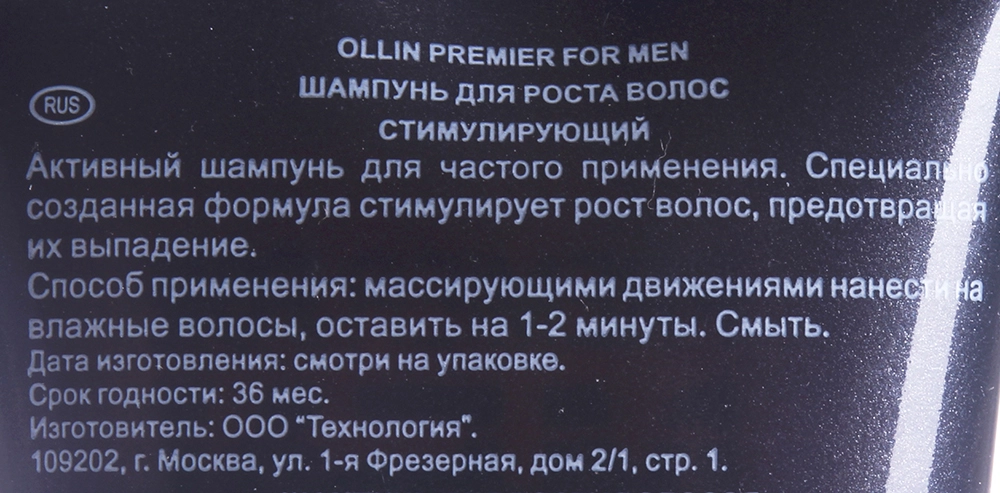 OLLIN PREMIER FOR MEN
ШАМПУНЬ ДЛЯ РОСТА ВОЛОС
RUS
СТИМУЛИРУЮЩИЙ
Активный шампунь для частого применения. Специально
созданная формула стимулирует рост волос, предотвращая
их выпадение.
Способ применения: массирующими движениями нанести на
влажные волосы, оставить на 1-2 минуты. Смыть.
Дата изготовления: смотри на упаковке.
Срок годности: 36 мес.
Изготовитель: ООО "Технология".
109202, г. Москва, ул. 1-я Фрезерная, дом 2/1, стр. 1.